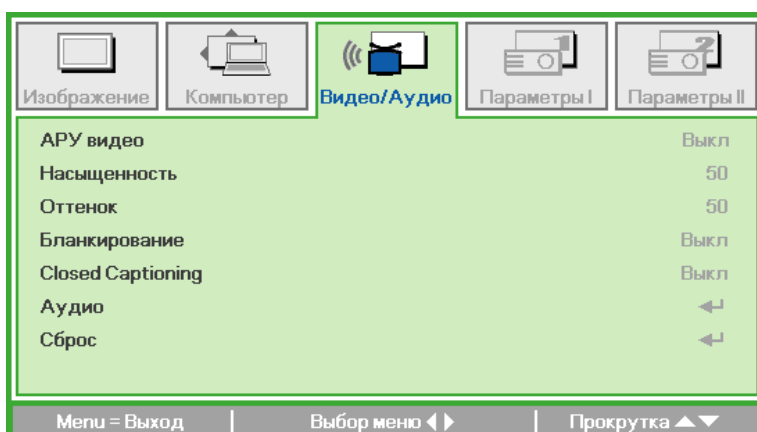 Изображение Компьютер Видео/Аудио Параметры I Параметры II
АРУ видео Выкл
Насыщенность 50
Оттенок 50
Бланкирование Выкл
Closed Captioning Выкл
Аудио
Сброс
Menu = Выход Выбор меню Прокрутка